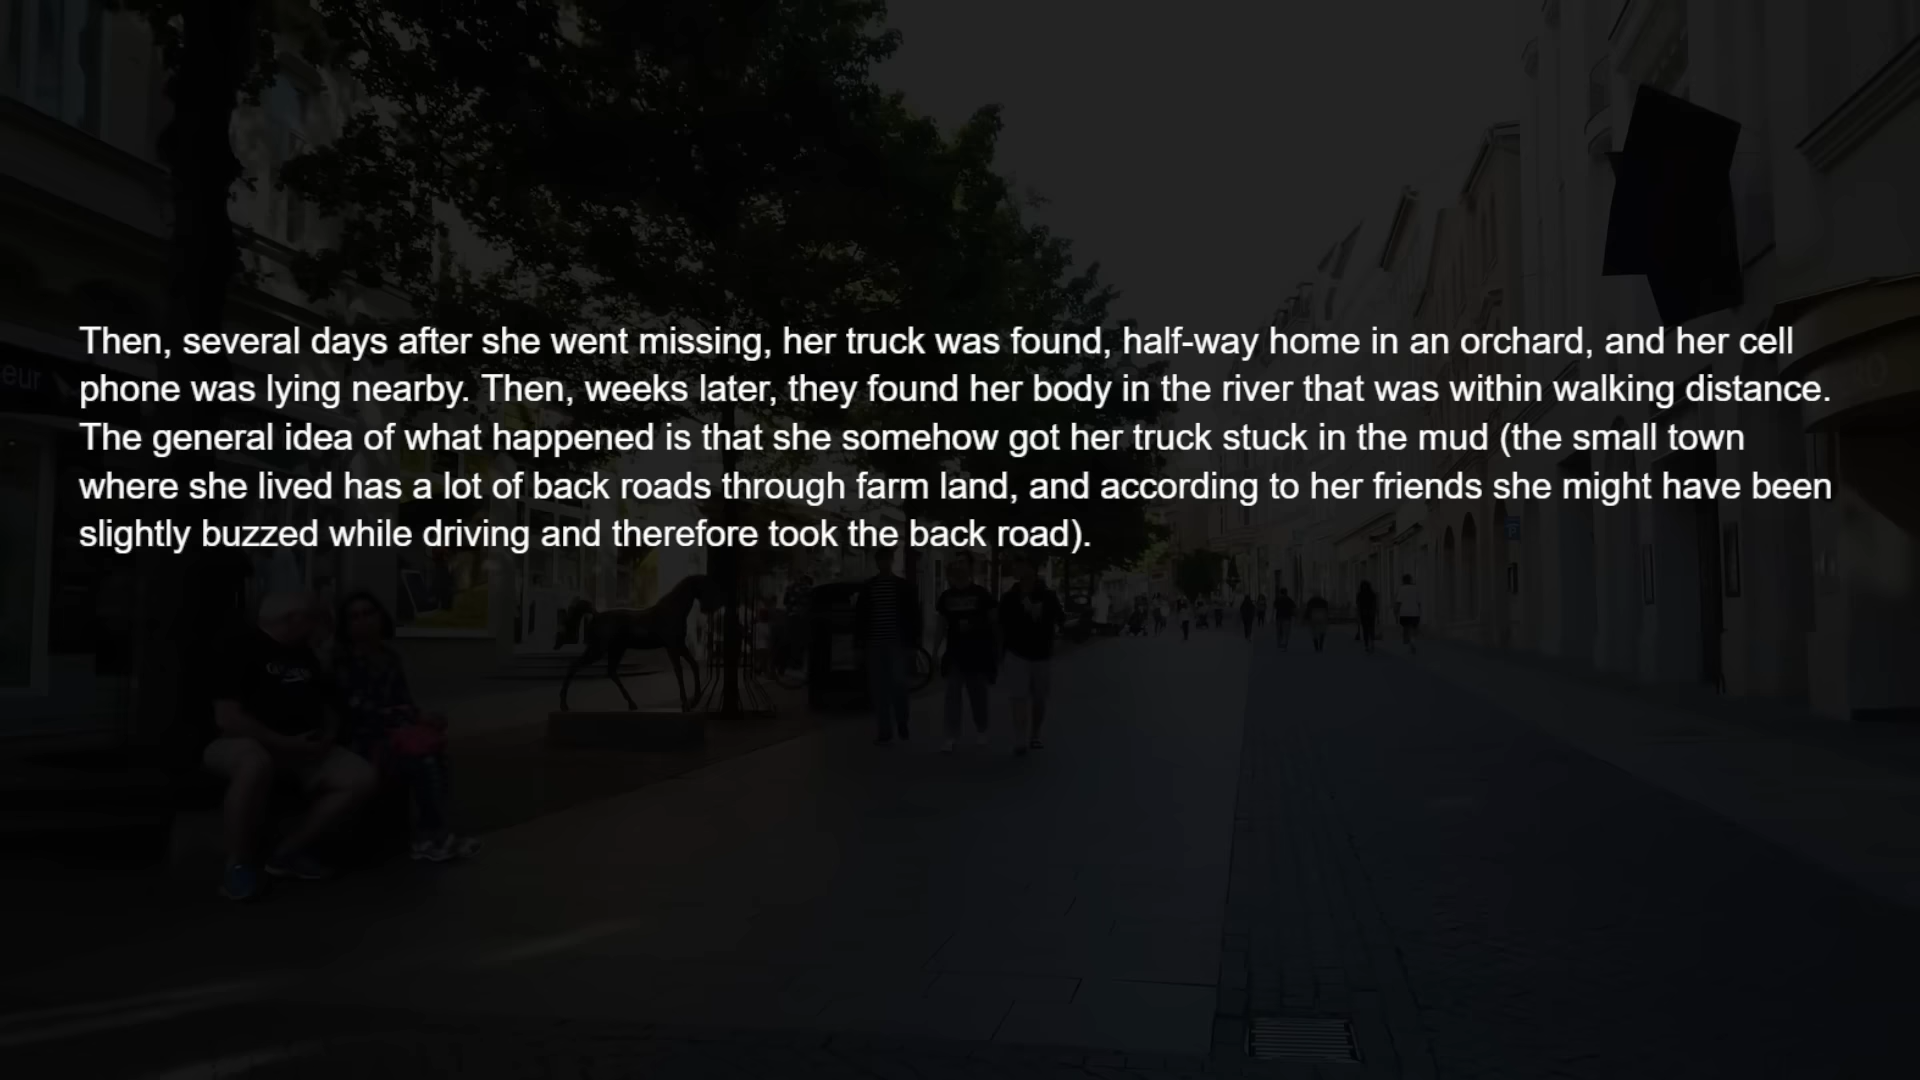 Then, several days after she went missing, her truck was found, half-way home in an orchard, and her cell
phone was lying nearby. Then, weeks later, they found her body in the river that was within walking distance.
The general idea of what happened is that she somehow got her truck stuck in the mud (the small town
where she lived has a lot of back roads through farm land, and according to her friends she might have been
slightly buzzed while driving and therefore took the back road).
eur